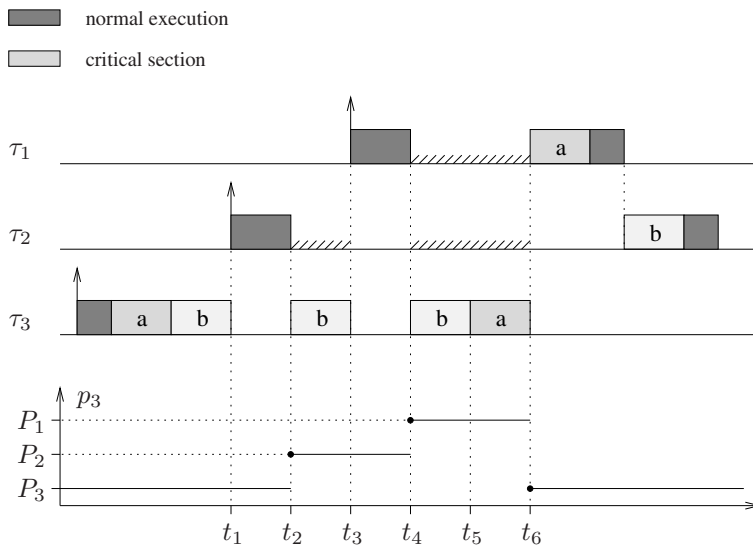 normal execution
critical section
τ1
a
τ2
b
τ3
a b b b a
p3
P1
P2
P3
t1 t2 t3 t4 t5 t6